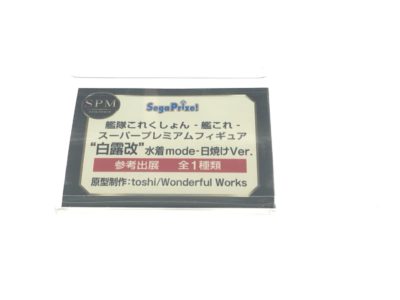 SPM
SegaPrize!
艦隊これくしょん -艦これ-
スーパープレミアムフィギュア
“白露改” 水着mode-日焼けVer.
参考出展 全1種類
原型制作:toshi/Wonderful Works